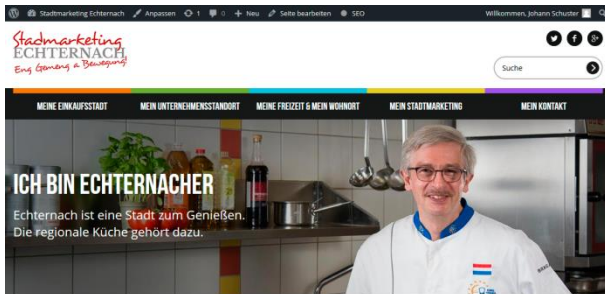 Stadtmarketing Echternach Anpassen 1 0 Neu Seite bearbeiten SEO Willkommen, Johann Schuster
Stadtmarketing
ECHTERNACH
Eng Gemeng a Bewegung!
Suche
MEINE EINKAUFSSTADT MEIN UNTERNEHMENSSTANDORT MEINE FREIZEIT & MEIN WOHNORT MEIN STADTMARKETING MEIN KONTAKT
ICH BIN ECHTERNACHER
Echternach ist eine Stadt zum Genießen.
Die regionale Küche gehört dazu.